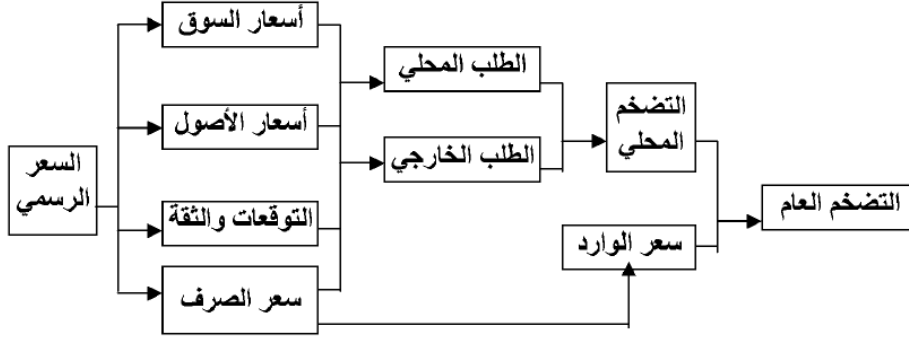 السعر
الرسمي
أسعار السوق
أسعار الأصول
التوقعات والثقة
سعر الصرف
الطلب المحلي
الطلب الخارجي
التضخم
المحلي
سعر الوارد
التضخم العام